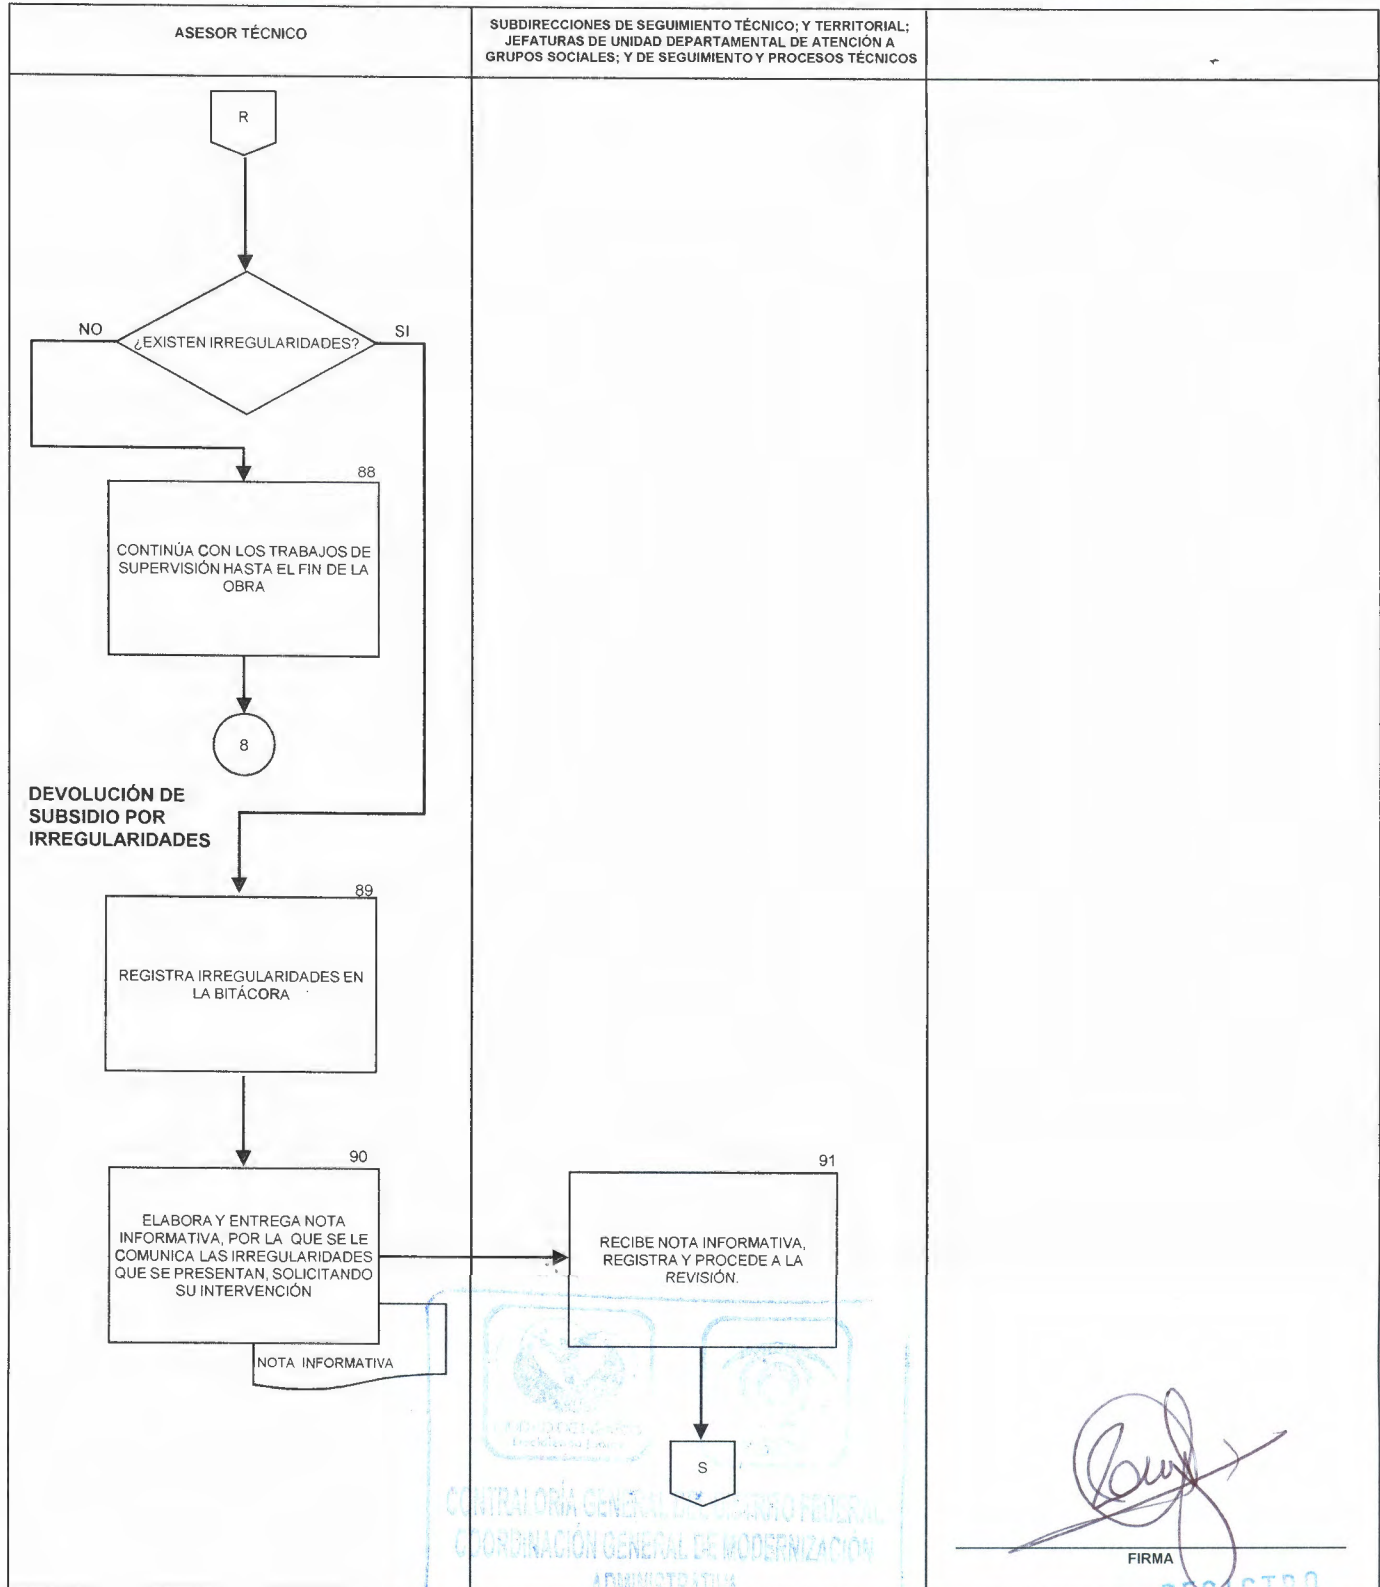 ASESOR TÉCNICO
SUBDIRECCIONES DE SEGUIMIENTO TÉCNICO; Y TERRITORIAL;
JEFATURAS DE UNIDAD DEPARTAMENTAL DE ATENCIÓN A
GRUPOS SOCIALES; Y DE SEGUIMIENTO Y PROCESOS TÉCNICOS
R
NO
¿EXISTEN IRREGULARIDADES?
SI
88
CONTINÚA CON LOS TRABAJOS DE
SUPERVISIÓN HASTA EL FIN DE LA
OBRA
8
DEVOLUCIÓN DE
SUBSIDIO POR
IRREGULARIDADES
89
REGISTRA IRREGULARIDADES EN
LA BITÁCORA
90
ELABORA Y ENTREGA NOTA
INFORMATIVA, POR LA QUE SE LE
COMUNICA LAS IRREGULARIDADES
QUE SE PRESENTAN, SOLICITANDO
SU INTERVENCIÓN
NOTA INFORMATIVA
91
RECIBE NOTA INFORMATIVA,
REGISTRA Y PROCEDE A LA
REVISIÓN.
S
CONTRALORÍA GENERAL DEL DISTRITO FEDERAL
COORDINACIÓN GENERAL DE MODERNIZACIÓN
ADMINISTRATIVA
FIRMA
REGISTRO